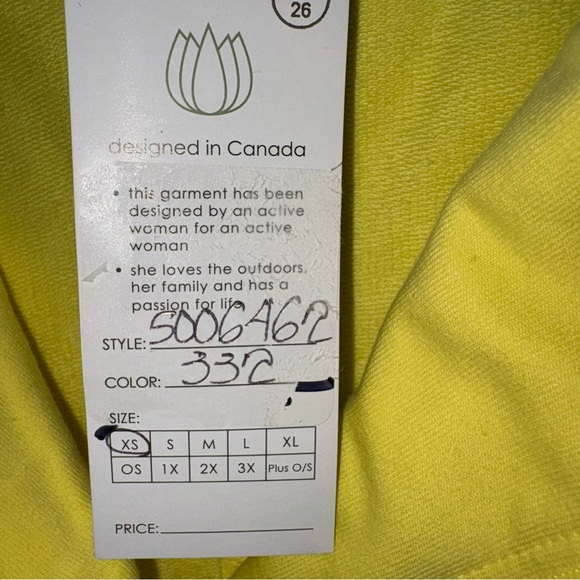 26
designed in Canada
• this garment has been
designed by an active
woman for an active
woman
• she loves the outdoors,
her family and has a
passion for life
STYLE: S006A672
COLOR: 332
SIZE:
XS S M L XL
OS 1X 2X 3X Plus O/S
PRICE: